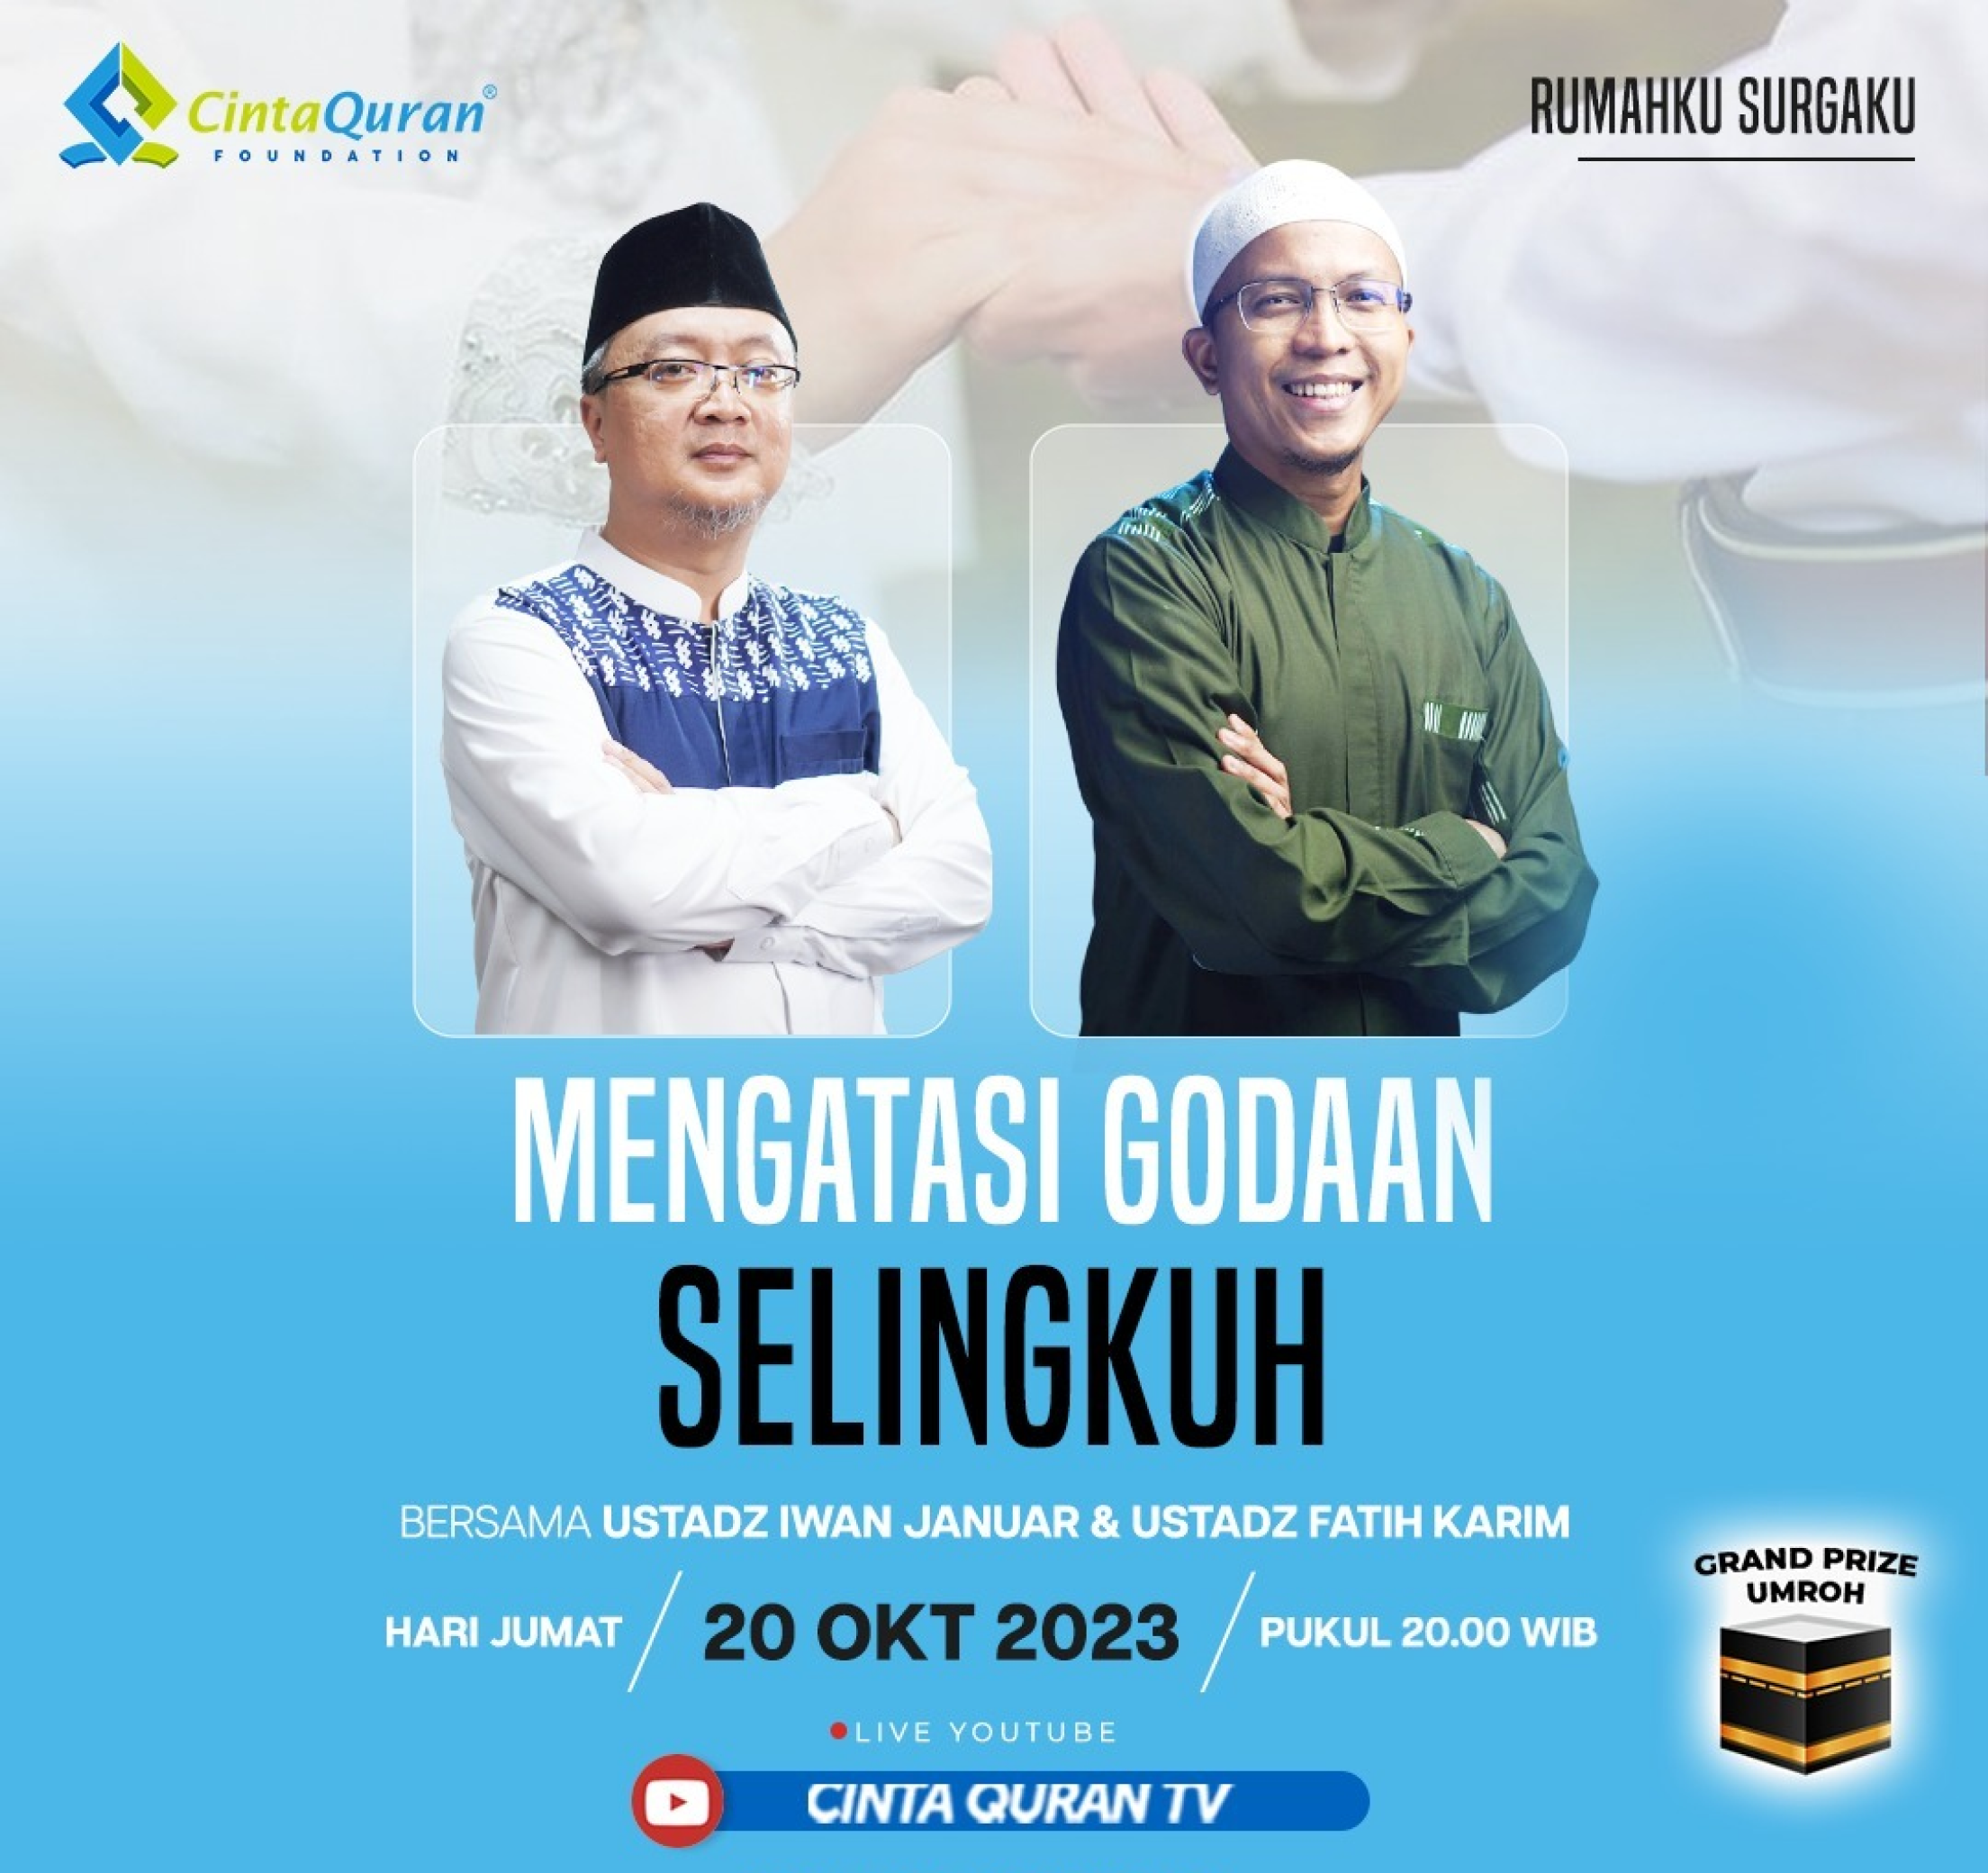 CintaQuran®
FOUNDATION
RUMAHKU SURGAKU
MENGATASI GODAAN
SELINGKUH
BERSAMA USTADZ IWAN JANUAR & USTADZ FATIH KARIM
HARI JUMAT / 20 OKT 2023 / PUKUL 20.00 WIB
GRAND PRIZE
UMROH
LIVE YOUTUBE
CINTA QURAN TV